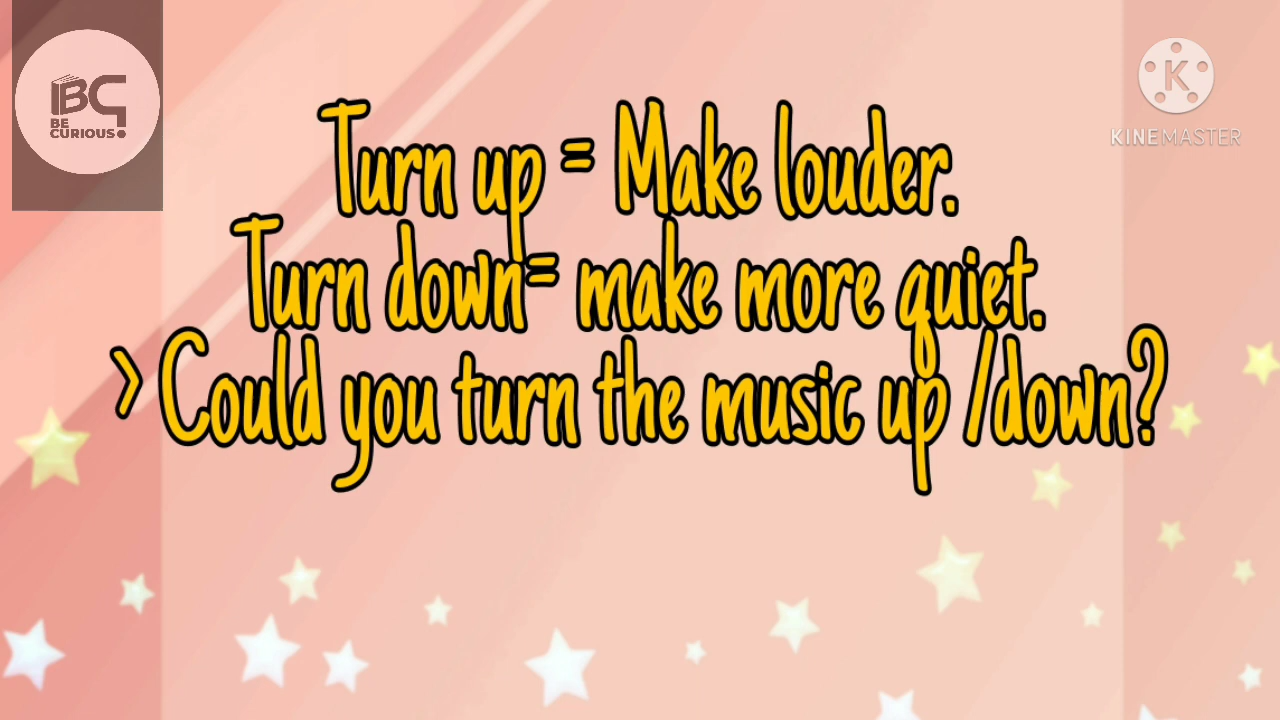 BC
BE
CURIOUS!
K
KINEMASTER
Turn up = Make louder.
Turn down= make more quiet.
> Could you turn the music up /down?